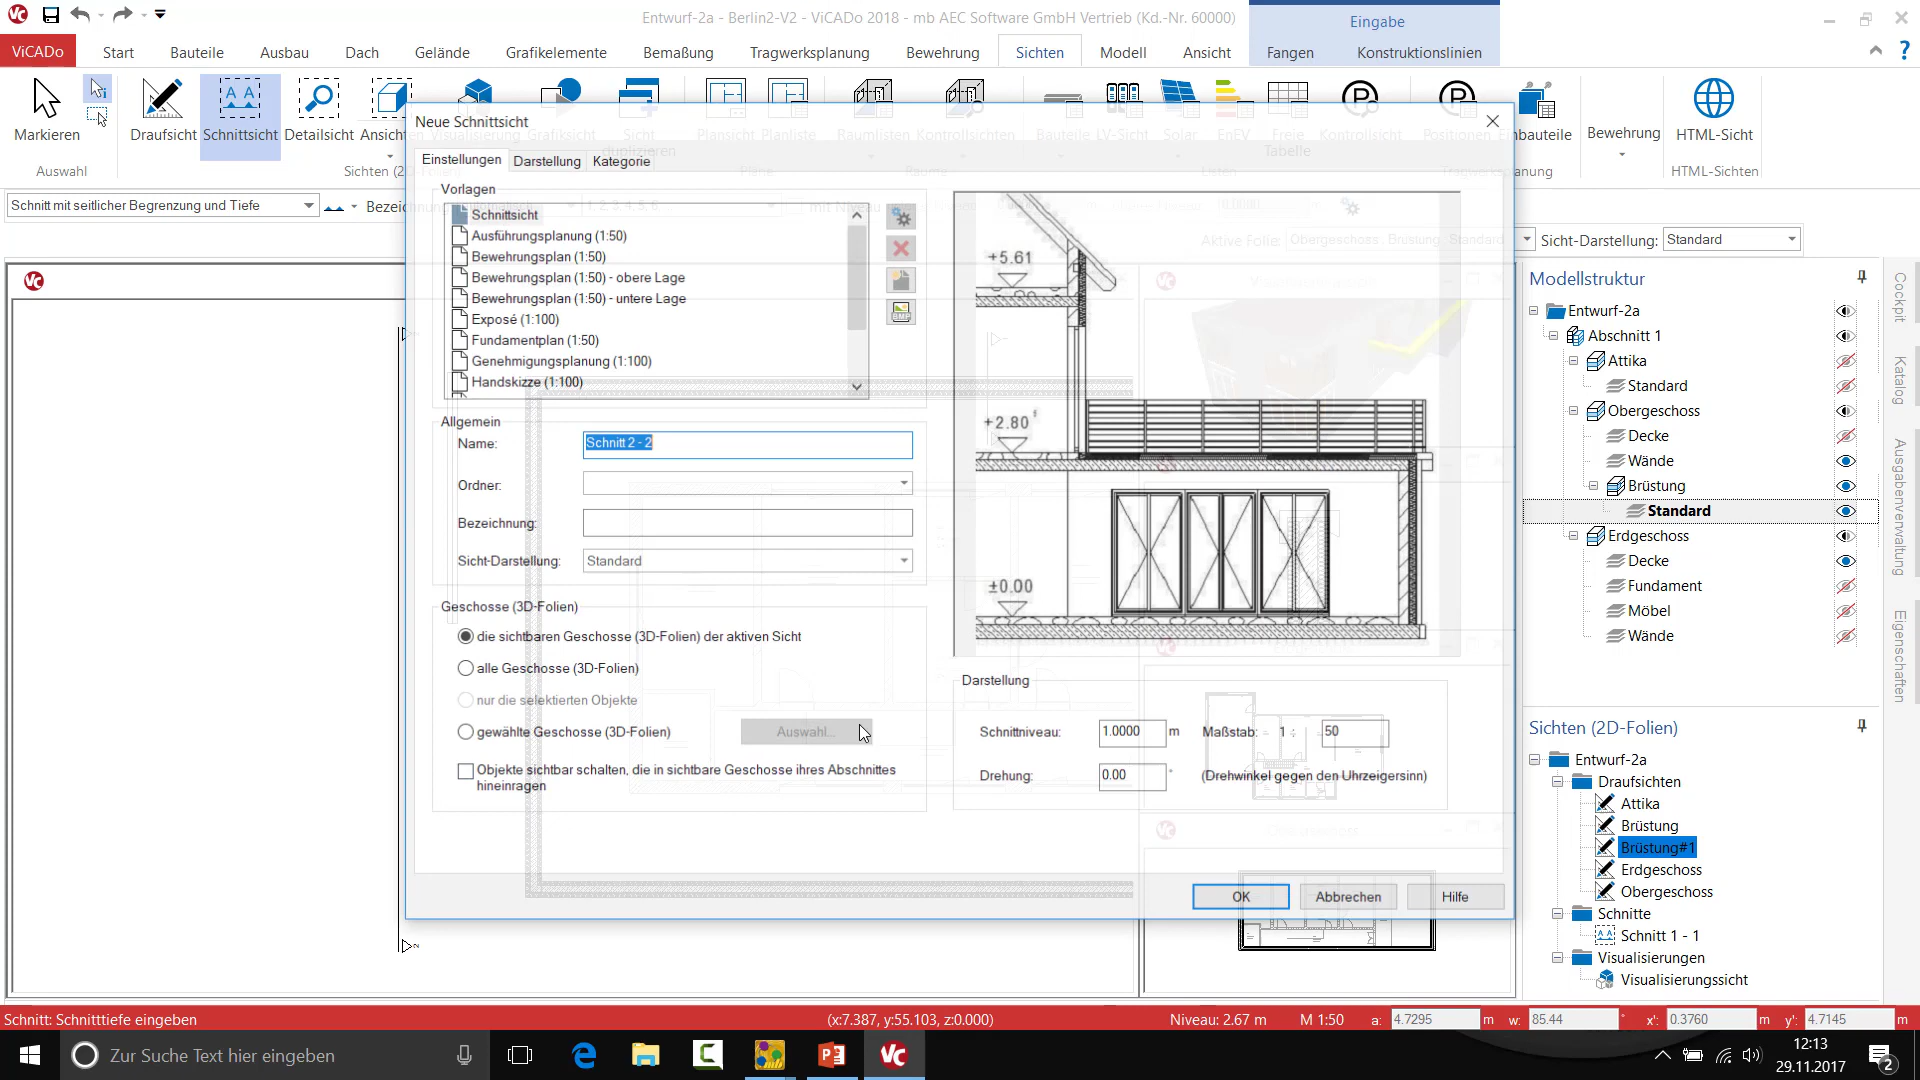 Entwurf-2a - Berlin2-V2 - ViCADo 2018 - mb AEC Software GmbH Vertrieb (Kd.-Nr. 60000)
Eingabe
ViCADo Start Bauteile Ausbau Dach Gelände Grafikelemente Bemaßung Tragwerksplanung Bewehrung Sichten Modell Ansicht Fangen Konstruktionslinien
Markieren Draufsicht Schnittsicht Detailsicht Bewehrung HTML-Sicht
Auswahl Sichten (2D-Folien) HTML-Sichten
Schnitt mit seitlicher Begrenzung und Tiefe
Aktive Folie: Obergeschoss, Brüstung, Standard Sicht-Darstellung: Standard
Neue Schnittsicht
Einstellungen Darstellung Kategorie
Vorlagen
Schnittsicht
Ausführungsplanung (1:50)
Bewehrungsplan (1:50)
Bewehrungsplan (1:50) - obere Lage
Bewehrungsplan (1:50) - untere Lage
Exposé (1:100)
Fundamentplan (1:50)
Genehmigungsplanung (1:100)
Handskizze (1:100)
Allgemein
Name: Schnitt 2 - 2
Ordner:
Bezeichnung:
Sicht-Darstellung: Standard
Geschosse (3D-Folien)
die sichtbaren Geschosse (3D-Folien) der aktiven Sicht
alle Geschosse (3D-Folien)
nur die selektierten Objekte
gewählte Geschosse (3D-Folien) Auswahl...
Objekte sichtbar schalten, die in sichtbare Geschosse ihres Abschnittes
hineinragen
+5.61
+2.80
±0.00
Darstellung
Schnittniveau: 1.0000 m Maßstab: 1 : 50
Drehung: 0.00 ° (Drehwinkel gegen den Uhrzeigersinn)
OK Abbrechen Hilfe
Modellstruktur
Entwurf-2a
Abschnitt 1
Attika
Standard
Obergeschoss
Decke
Wände
Brüstung
Standard
Erdgeschoss
Decke
Fundament
Möbel
Wände
Cockpit
Katalog
Ausgabenverwaltung
Eigenschaften
Sichten (2D-Folien)
Entwurf-2a
Draufsichten
Attika
Brüstung
Brüstung#1
Erdgeschoss
Obergeschoss
Schnitte
Schnitt 1 - 1
Visualisierungen
Visualisierungssicht
Schnitt: Schnitttiefe eingeben (x:7.387, y:55.103, z:0.000) Niveau: 2.67 m M 1:50 a: 4.7295 m w: 85.44 ° x': 0.3760 m y': 4.7145 m
Zur Suche Text hier eingeben
12:13
29.11.2017
2